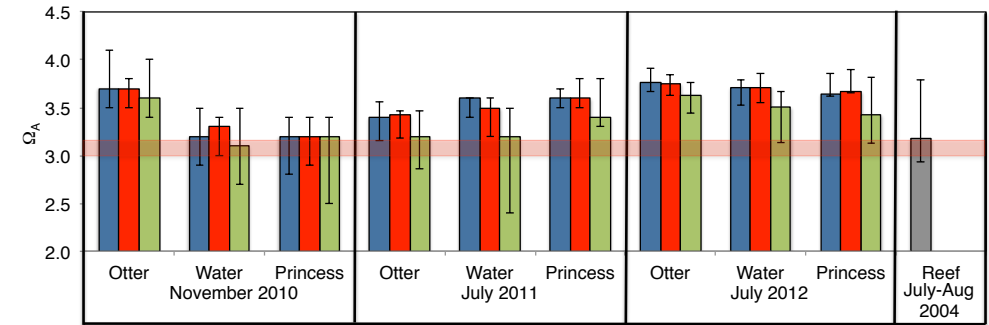 4.5
4.0
3.5
3.0
2.5
2.0
Ω_A
Otter Water Princess Otter Water Princess Otter Water Princess Reef
November 2010 July 2011 July 2012 July-Aug
2004